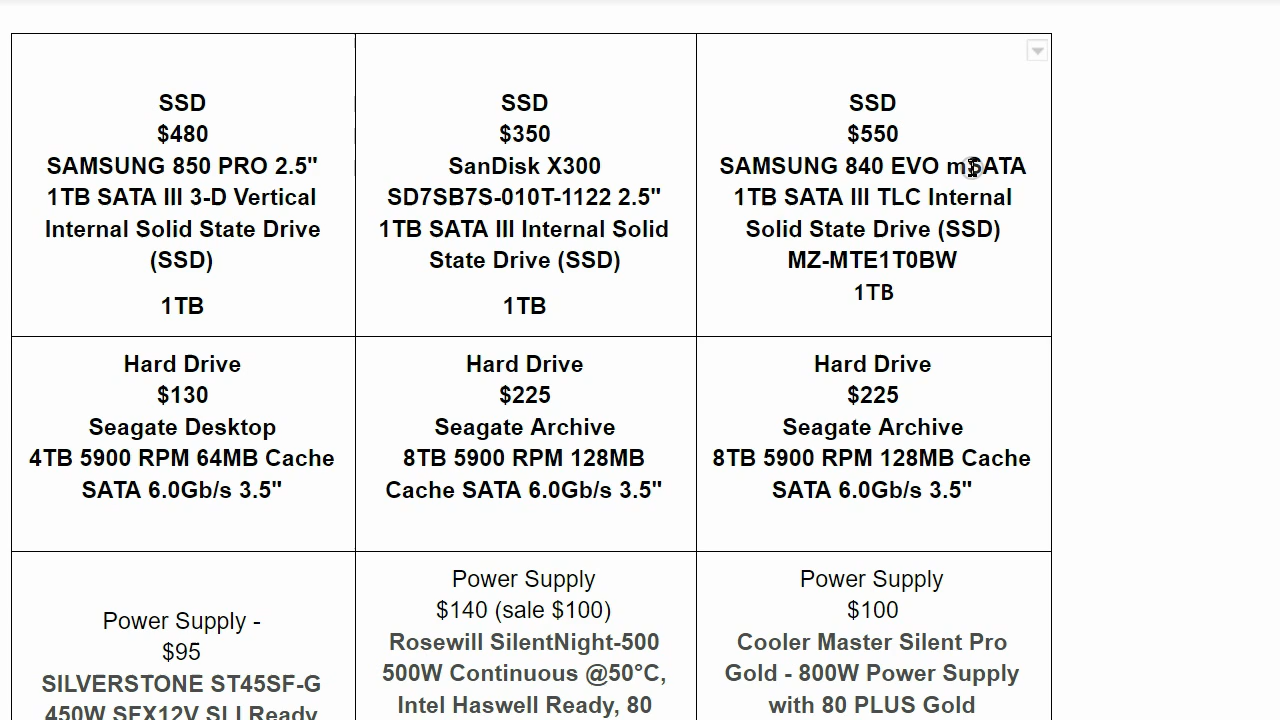 SSD
$480
SAMSUNG 850 PRO 2.5"
1TB SATA III 3-D Vertical
Internal Solid State Drive
(SSD)
1TB
SSD
$350
SanDisk X300
SD7SB7S-010T-1122 2.5"
1TB SATA III Internal Solid
State Drive (SSD)
1TB
SSD
$550
SAMSUNG 840 EVO mSATA
1TB SATA III TLC Internal
Solid State Drive (SSD)
MZ-MTE1T0BW
1TB
Hard Drive
$130
Seagate Desktop
4TB 5900 RPM 64MB Cache
SATA 6.0Gb/s 3.5"
Hard Drive
$225
Seagate Archive
8TB 5900 RPM 128MB
Cache SATA 6.0Gb/s 3.5"
Hard Drive
$225
Seagate Archive
8TB 5900 RPM 128MB Cache
SATA 6.0Gb/s 3.5"
Power Supply -
$95
SILVERSTONE ST45SF-G
450W SFX12V SLI Ready
Power Supply
$140 (sale $100)
Rosewill SilentNight-500
500W Continuous @50°C,
Intel Haswell Ready, 80
Power Supply
$100
Cooler Master Silent Pro
Gold - 800W Power Supply
with 80 PLUS Gold